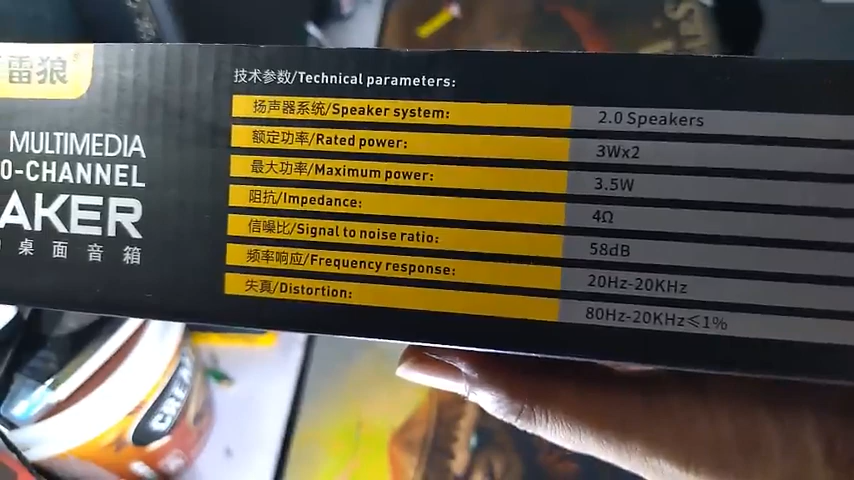 雷狼
MULTIMEDIA
0-CHANNEL
AKER
桌面音箱
技术参数/Technical parameters:
扬声器系统/Speaker system: 2.0 Speakers
额定功率/Rated power: 3Wx2
最大功率/Maximum power: 3.5W
阻抗/Impedance: 4Ω
信噪比/Signal to noise ratio: 58dB
频率响应/Frequency response: 20Hz-20KHz
失真/Distortion: 80Hz-20KHz≤1%
CREA